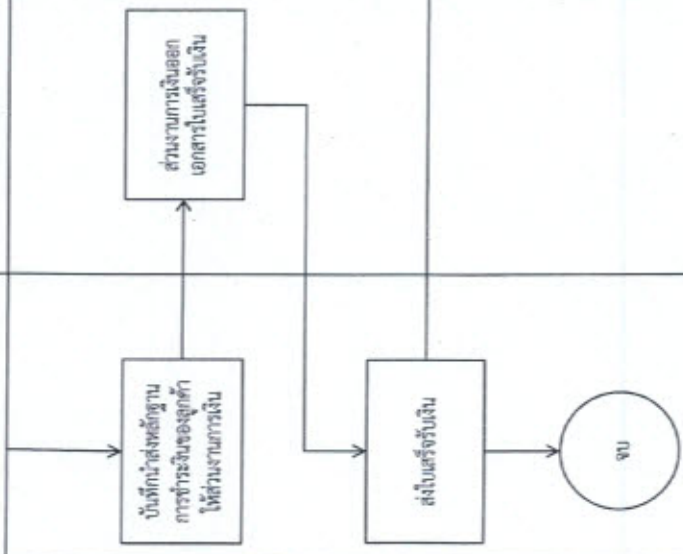 บันทึกนำส่งหลักฐาน
การชำระเงินของลูกค้า
ให้ส่วนงานการเงิน
ส่วนงานการเงินออก
เอกสารใบเสร็จรับเงิน
ส่งใบเสร็จรับเงิน
จบ